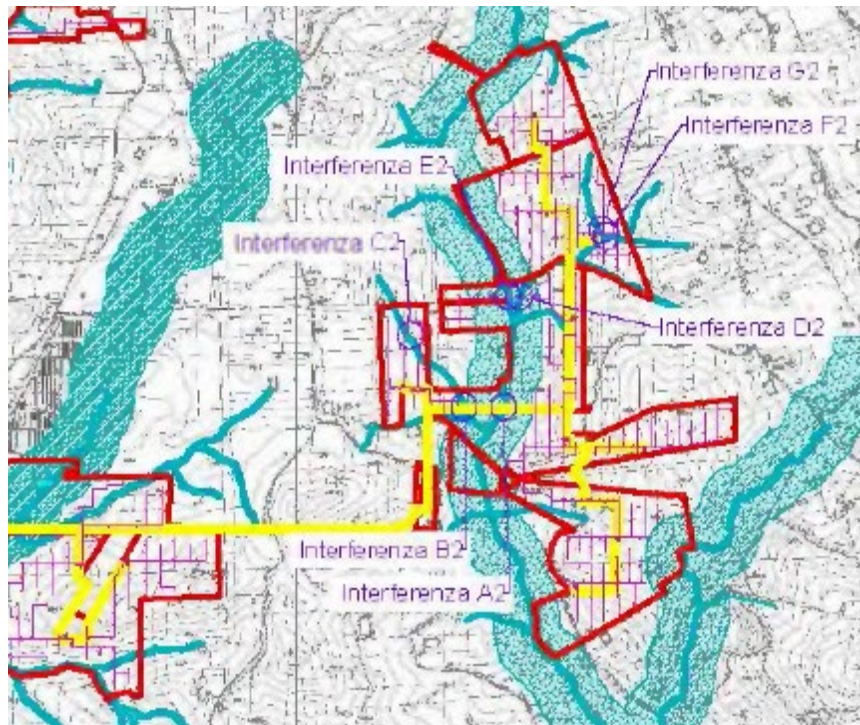 Interferenza G2
Interferenza F2
Interferenza E2
Interferenza C2
Interferenza D2
Interferenza B2
Interferenza A2